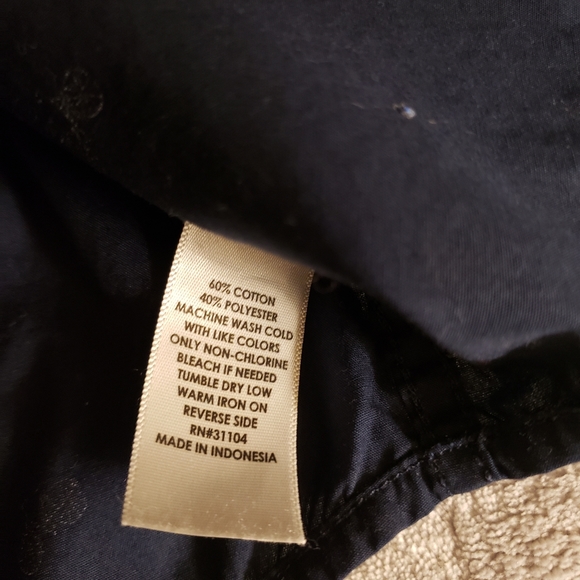 60% COTTON
40% POLYESTER
MACHINE WASH COLD
WITH LIKE COLORS
ONLY NON-CHLORINE
BLEACH IF NEEDED
TUMBLE DRY LOW
WARM IRON ON
REVERSE SIDE
RN#31104
MADE IN INDONESIA